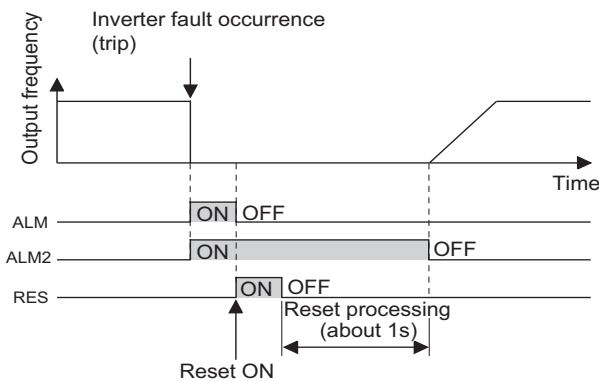 Inverter fault occurrence
(trip)
Output frequency
Time
ALM
ON
OFF
ALM2
ON
OFF
RES
ON
OFF
Reset processing
(about 1s)
Reset ON